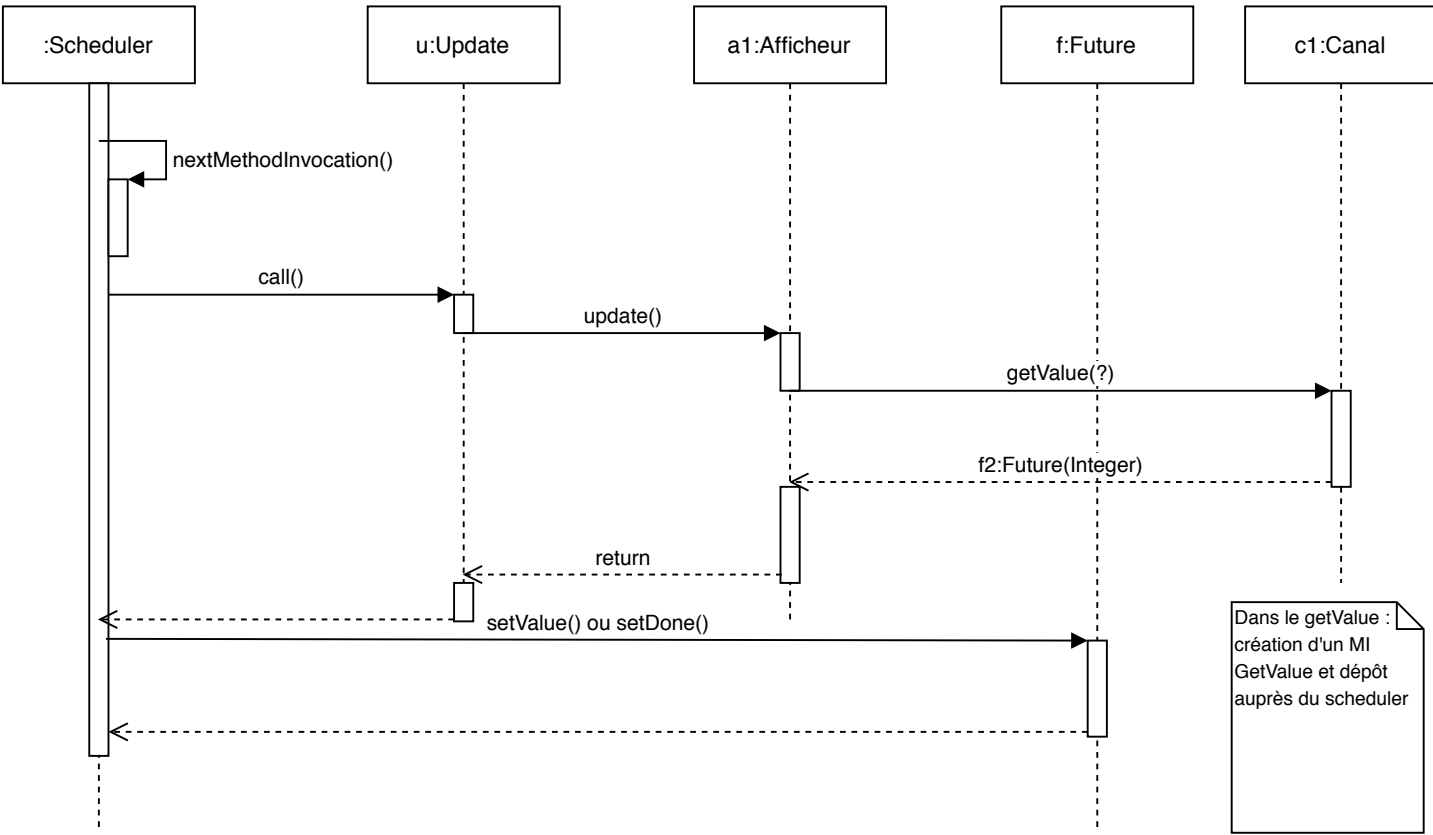 :Scheduler
u:Update
a1:Afficheur
f:Future
c1:Canal
nextMethodInvocation()
call()
update()
getValue(?)
f2:Future(Integer)
return
setValue() ou setDone()
Dans le getValue :
création d'un MI
GetValue et dépôt
auprès du scheduler